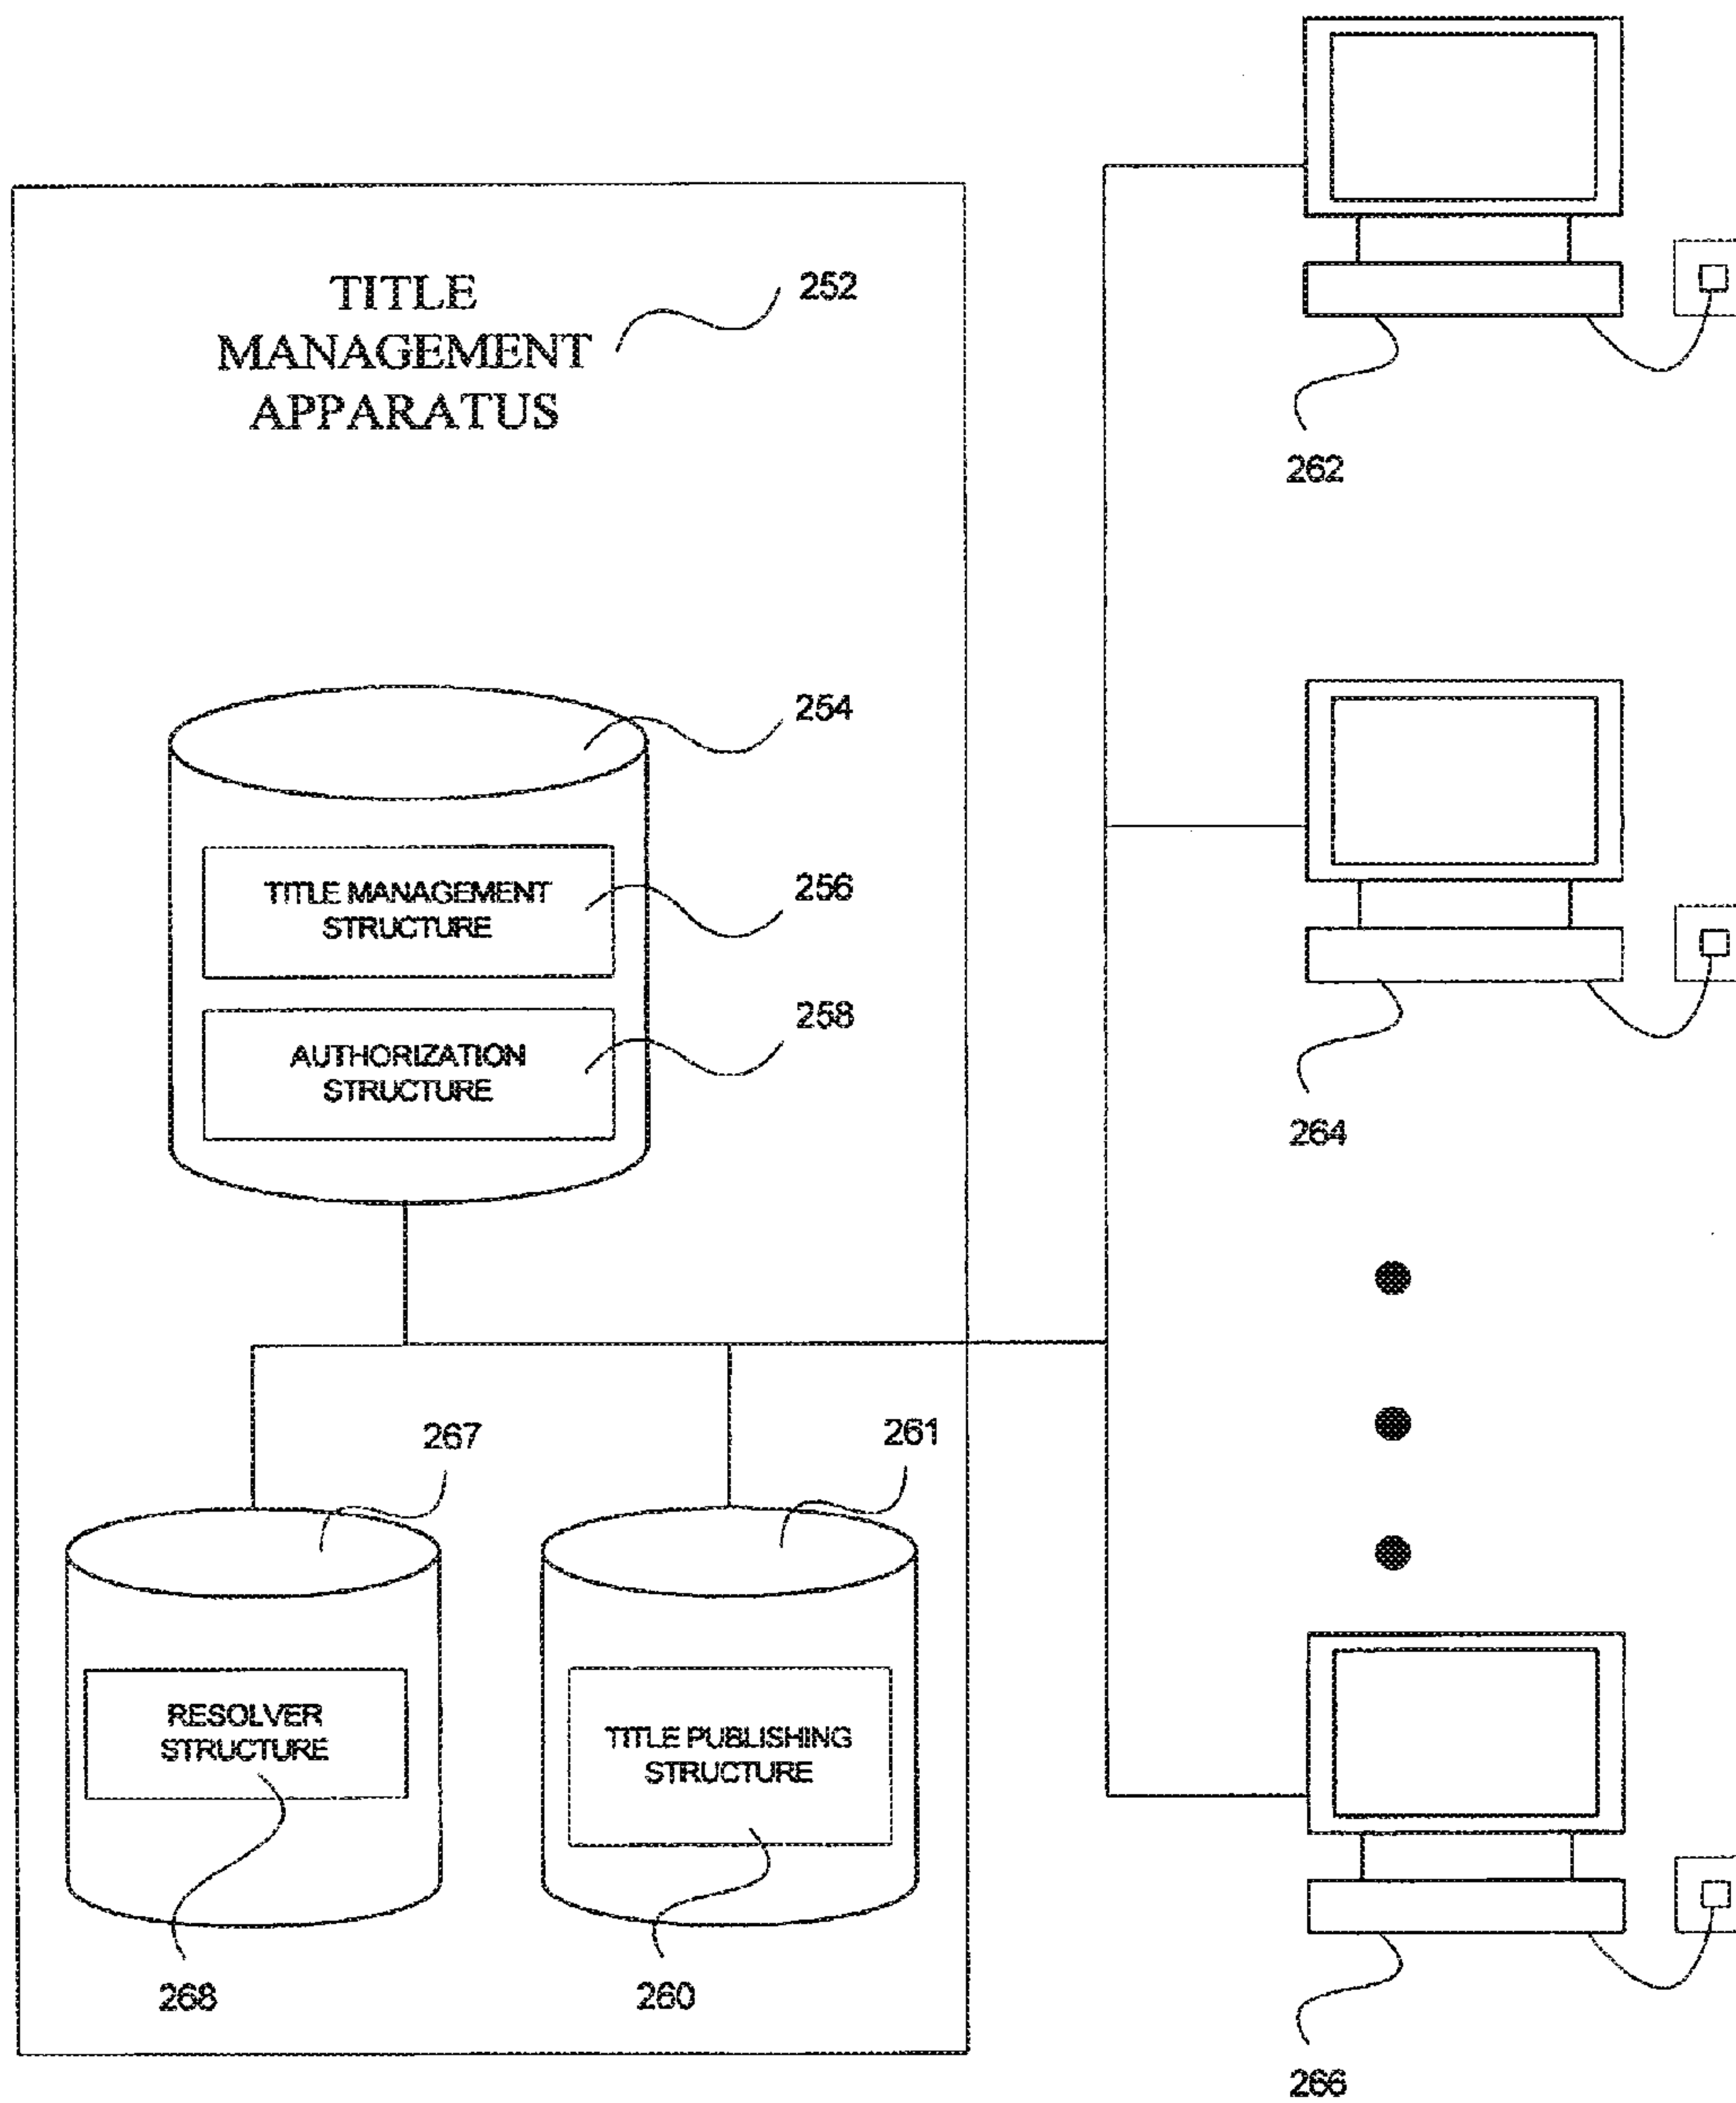 TITLE
MANAGEMENT
APPARATUS
252
254
TITLE MANAGEMENT
STRUCTURE
256
AUTHORIZATION
STRUCTURE
258
267
261
RESOLVER
STRUCTURE
TITLE PUBLISHING
STRUCTURE
268
260
262
264
266